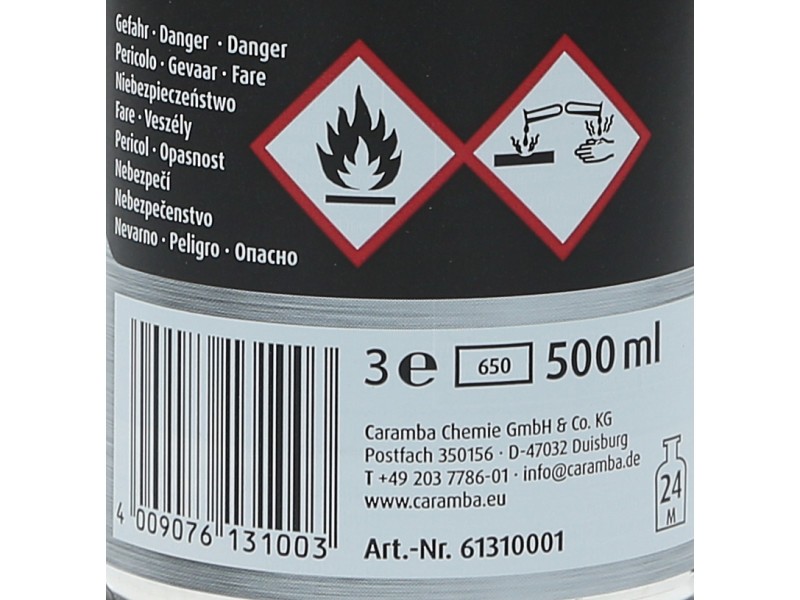 Gefahr · Danger · Danger
Pericolo · Gevaar · Fare
Niebezpieczeństwo
Fare · Veszély
Pericol · Opasnost
Nebezpečí
Nebezpečenstvo
Nevarno · Peligro · Опасно
3 e 650 500 ml
Caramba Chemie GmbH & Co. KG
Postfach 350156 · D-47032 Duisburg
T +49 203 7786-01 · info@caramba.de
www.caramba.eu
24
M
Art.-Nr. 61310001
4 009076 131003